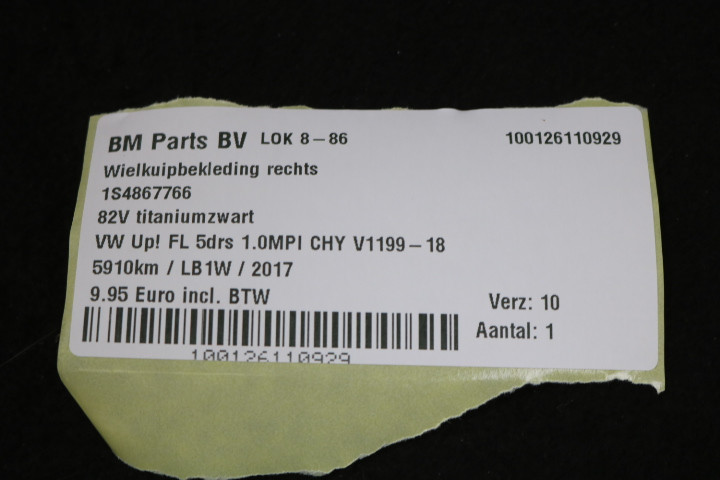 BM Parts BV LOK 8-86 100126110929
Wielkuipbekleding rechts
1S4867766
82V titaniumzwart
VW Up! FL 5drs 1.0MPI CHY V1199-18
5910km / LB1W / 2017
9.95 Euro incl. BTW Verz: 10
Aantal: 1
100126110929